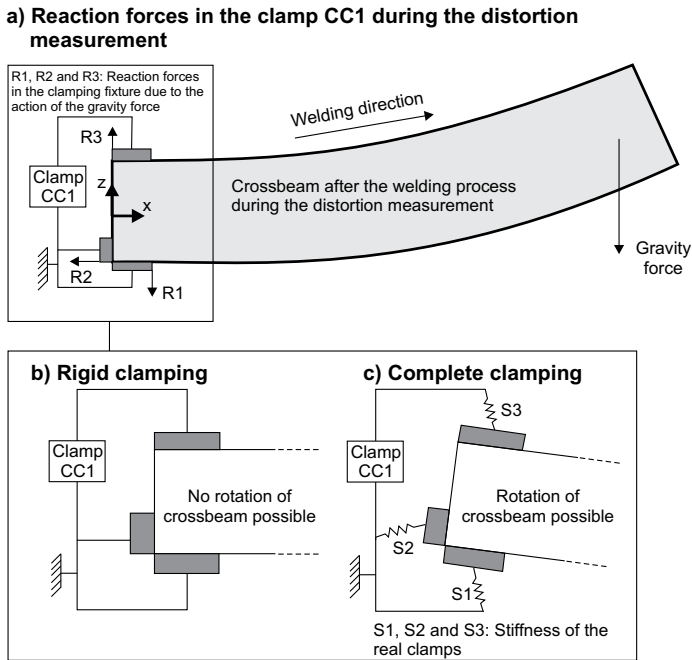 a) Reaction forces in the clamp CC1 during the distortion
measurement
R1, R2 and R3: Reaction forces
in the clamping fixture due to the
action of the gravity force
R3
Welding direction
Clamp
CC1
z
x
Crossbeam after the welding process
during the distortion measurement
R2
R1
Gravity
force
b) Rigid clamping
Clamp
CC1
No rotation of
crossbeam possible
c) Complete clamping
S3
Clamp
CC1
Rotation of
crossbeam possible
S2
S1
S1, S2 and S3: Stiffness of the
real clamps